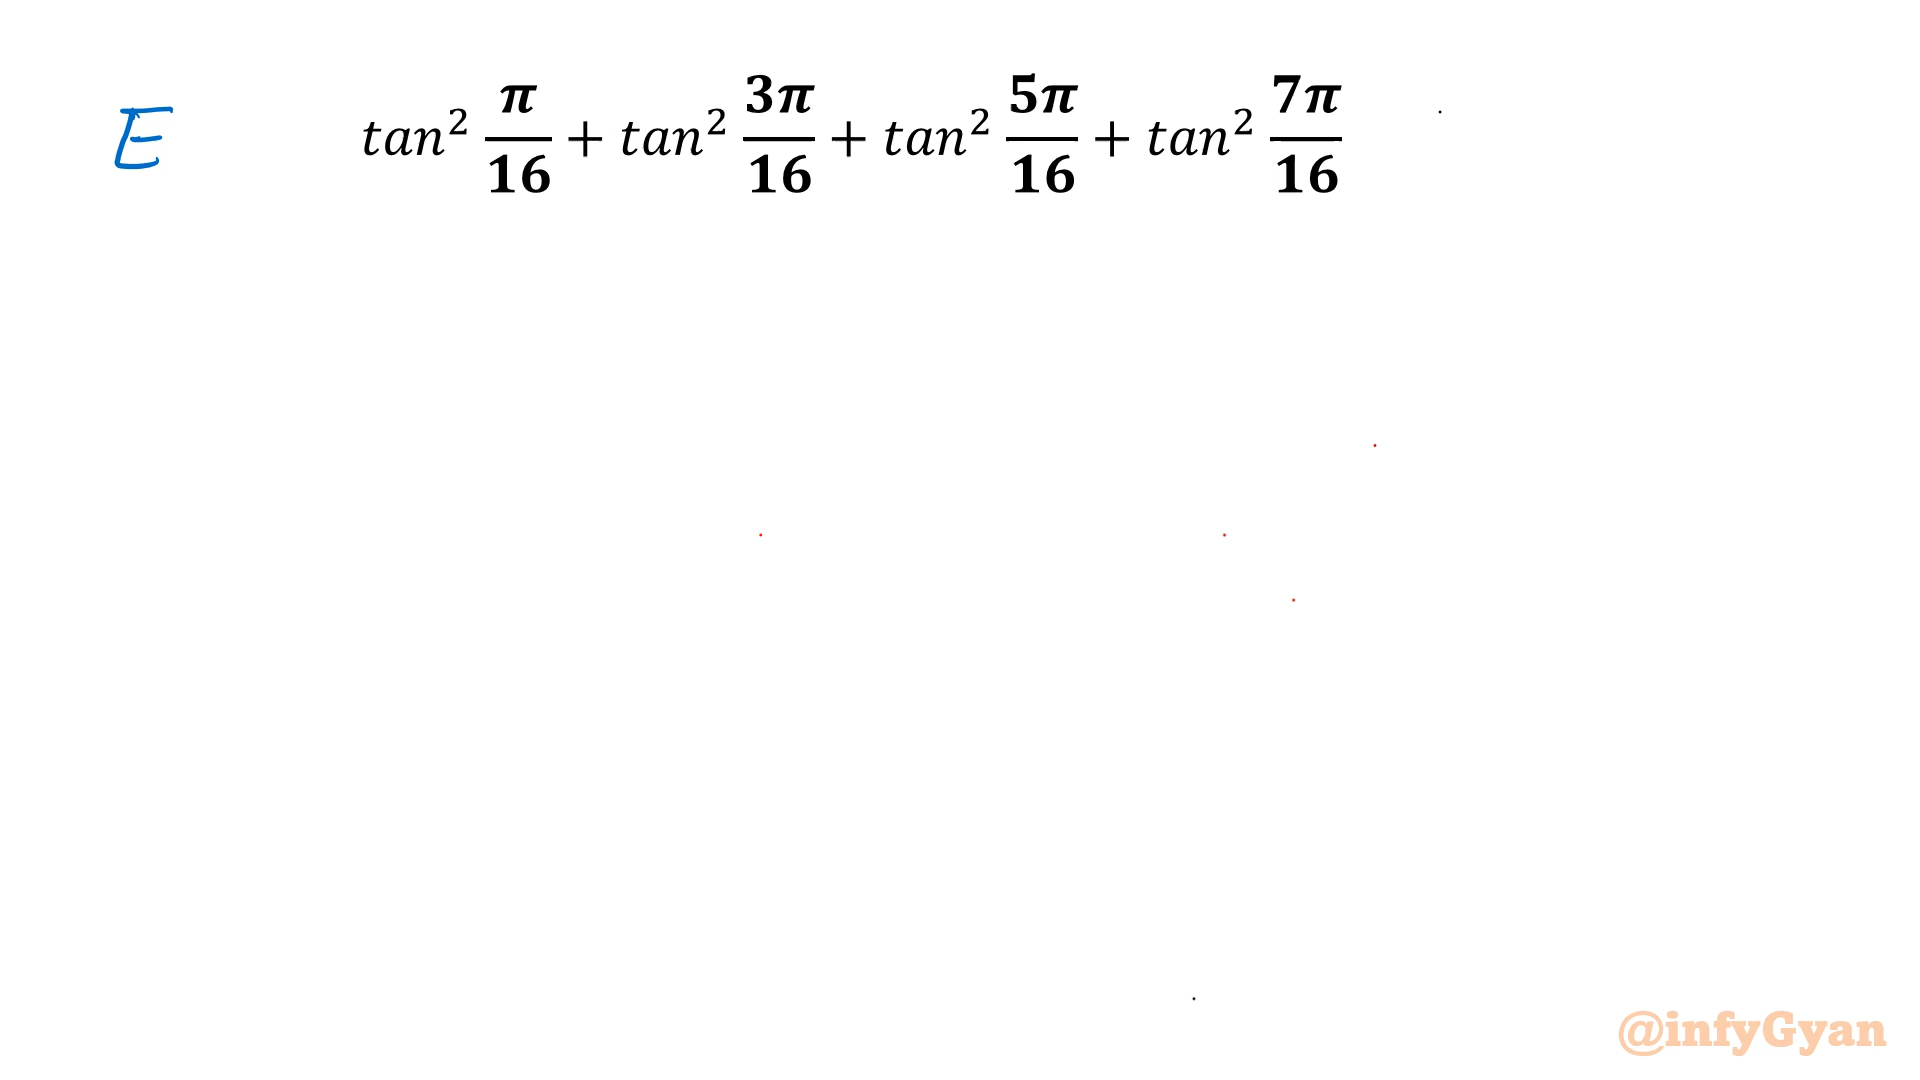 E tan² π/16 + tan² 3π/16 + tan² 5π/16 + tan² 7π/16
@infyGyan